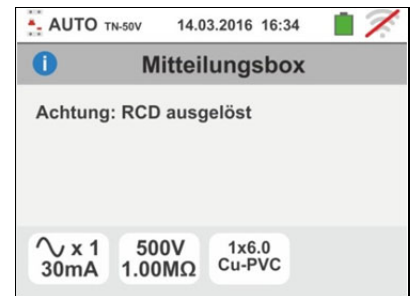 AUTO TN-50V 14.03.2016 16:34
Mitteilungsbox
Achtung: RCD ausgelöst
x 1 500V 1x6.0
30mA 1.00MΩ Cu-PVC